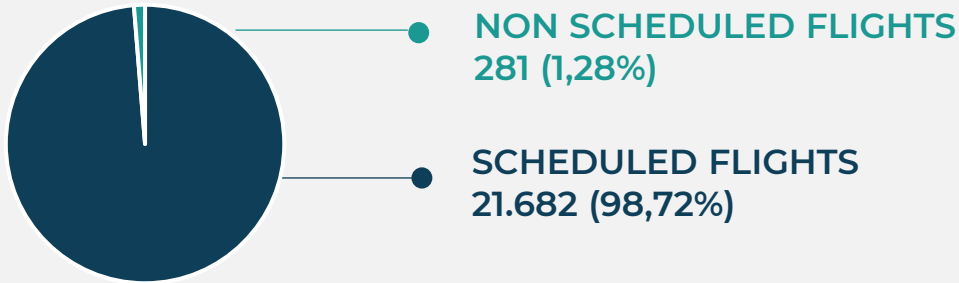 NON SCHEDULED FLIGHTS
281 (1,28%)
SCHEDULED FLIGHTS
21.682 (98,72%)